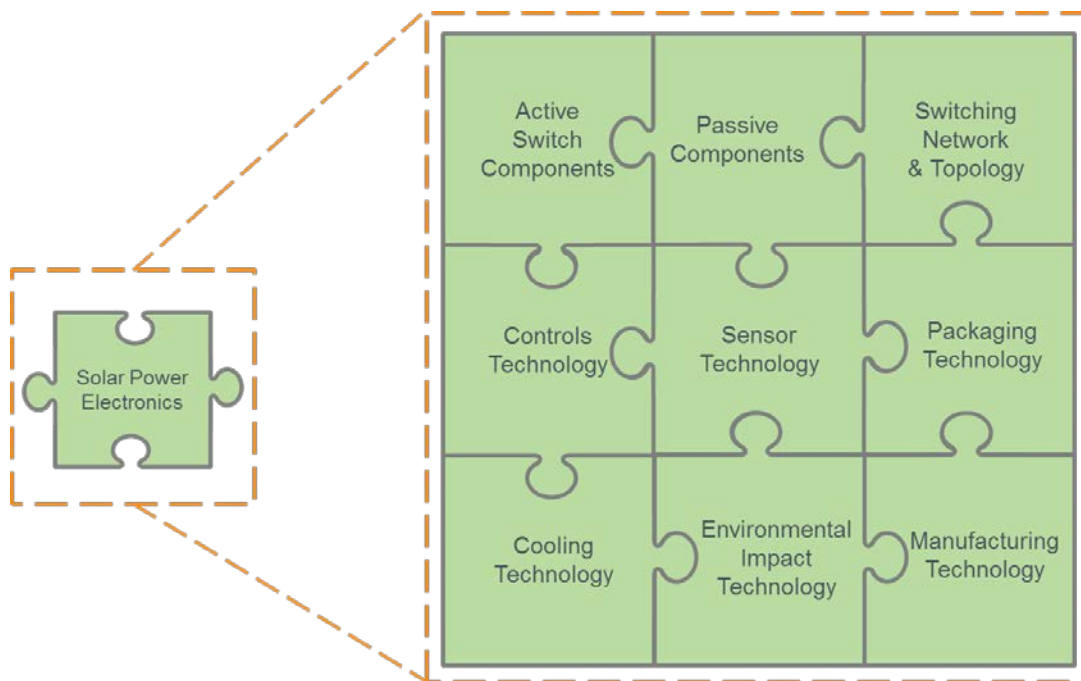 Solar Power
Electronics
Active
Switch
Components
Passive
Components
Switching
Network
& Topology
Controls
Technology
Sensor
Technology
Packaging
Technology
Cooling
Technology
Environmental
Impact
Technology
Manufacturing
Technology